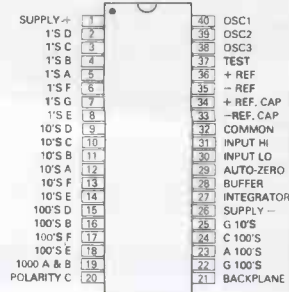 SUPPLY + 1 40 OSC1
1'S D 2 39 OSC2
1'S C 3 38 OSC3
1'S B 4 37 TEST
1'S A 5 36 + REF
1'S F 6 35 - REF
1'S G 7 34 + REF. CAP
1'S E 8 33 -REF. CAP
10'S D 9 32 COMMON
10'S C 10 31 INPUT HI
10'S B 11 30 INPUT LO
10'S A 12 29 AUTO-ZERO
10'S F 13 28 BUFFER
10'S E 14 27 INTEGRATOR
100'S D 15 26 SUPPLY -
100'S B 16 25 G 10'S
100'S F 17 24 C 100'S
100'S E 18 23 A 100'S
1000 A & B 19 22 G 100'S
POLARITY C 20 21 BACKPLANE